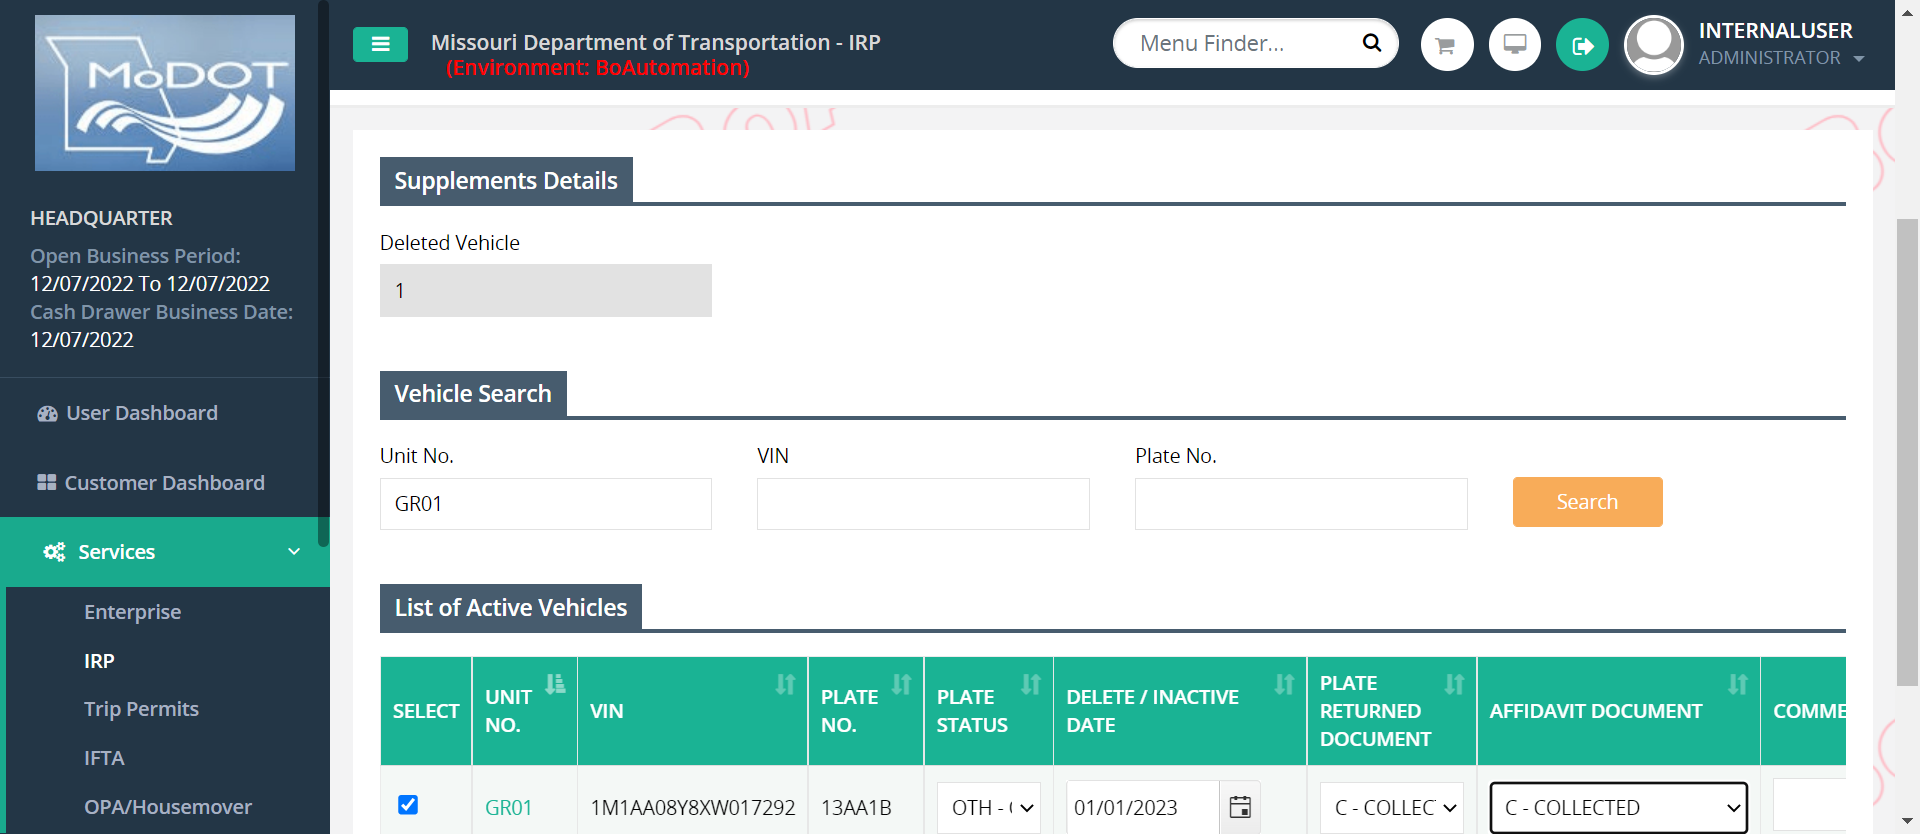 MoDOT
HEADQUARTER
Open Business Period:
12/07/2022 To 12/07/2022
Cash Drawer Business Date:
12/07/2022
User Dashboard
Customer Dashboard
Services
Enterprise
IRP
Trip Permits
IFTA
OPA/Housemover
Missouri Department of Transportation - IRP
(Environment: BoAutomation)
Menu Finder...
INTERNALUSER
ADMINISTRATOR
Supplements Details
Deleted Vehicle
1
Vehicle Search
Unit No.
VIN
Plate No.
GR01
Search
List of Active Vehicles
SELECT
UNIT
NO.
VIN
PLATE
NO.
PLATE
STATUS
DELETE / INACTIVE
DATE
PLATE
RETURNED
DOCUMENT
AFFIDAVIT DOCUMENT
COMME
GR01
1M1AA08Y8XW017292
13AA1B
OTH - 
01/01/2023
C - COLLECT
C - COLLECTED